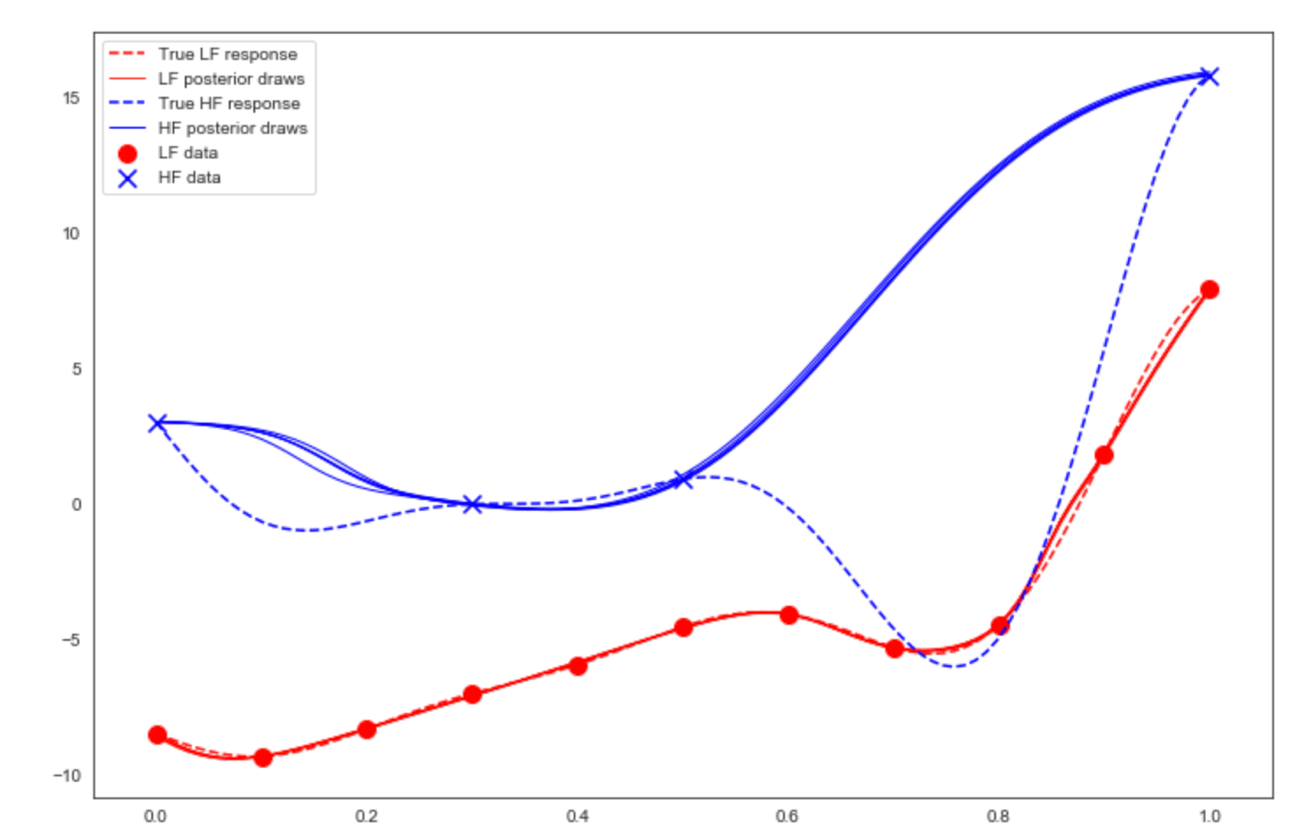 True LF response
LF posterior draws
True HF response
HF posterior draws
LF data
HF data
15
10
5
0
−5
−10
0.0 0.2 0.4 0.6 0.8 1.0